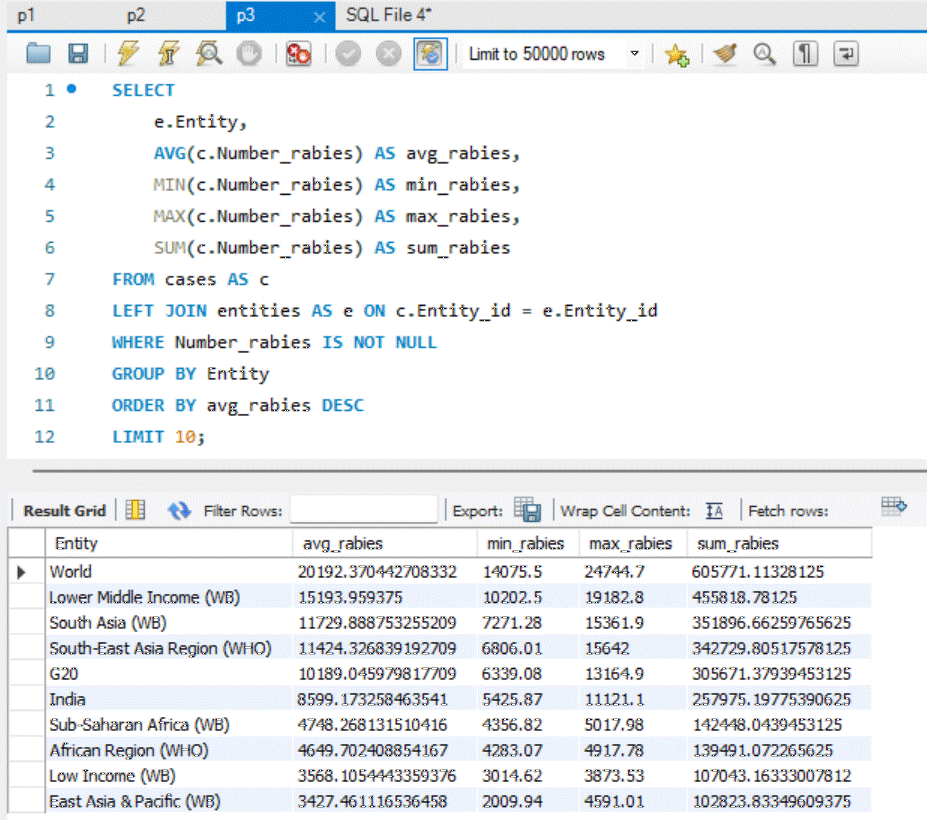 p1 p2 p3 × SQL File 4*
Limit to 50000 rows
1 SELECT
2 e.Entity,
3 AVG(c.Number_rabies) AS avg_rabies,
4 MIN(c.Number_rabies) AS min_rabies,
5 MAX(c.Number_rabies) AS max_rabies,
6 SUM(c.Number_rabies) AS sum_rabies
7 FROM cases AS c
8 LEFT JOIN entities AS e ON c.Entity_id = e.Entity_id
9 WHERE Number_rabies IS NOT NULL
10 GROUP BY Entity
11 ORDER BY avg_rabies DESC
12 LIMIT 10;
Result Grid Filter Rows: Export: Wrap Cell Content: IA Fetch rows:
Entity avg_rabies min_rabies max_rabies sum_rabies
World 20192.370442708332 14075.5 24744.7 605771.11328125
Lower Middle Income (WB) 15193.959375 10202.5 19182.8 455818.78125
South Asia (WB) 11729.888753255209 7271.28 15361.9 351896.66259765625
South-East Asia Region (WHO) 11424.326839192709 6806.01 15642 342729.80517578125
G20 10189.045979817709 6339.08 13164.9 305671.37939453125
India 8599.173258463541 5425.87 11121.1 257975.19775390625
Sub-Saharan Africa (WB) 4748.268131510416 4356.82 5017.98 142448.0439453125
African Region (WHO) 4649.702408854167 4283.07 4917.78 139491.072265625
Low Income (WB) 3568.1054443359376 3014.62 3873.53 107043.16333007812
East Asia & Pacific (WB) 3427.461116536458 2009.94 4591.01 102823.83349609375